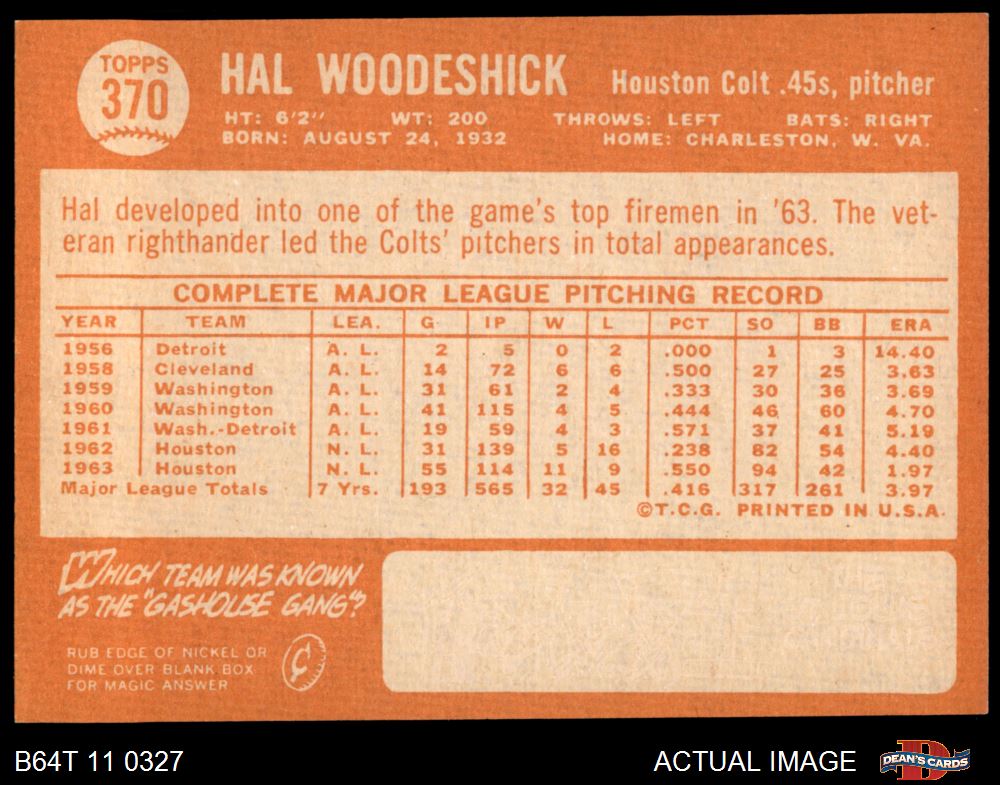 TOPPS
370
HAL WOODESHICK
Houston Colt .45s, pitcher
HT: 6'2'' WT: 200 THROWS: LEFT BATS: RIGHT
BORN: AUGUST 24, 1932 HOME: CHARLESTON, W. VA.
Hal developed into one of the game's top firemen in '63. The vet-
eran righthander led the Colts' pitchers in total appearances.
COMPLETE MAJOR LEAGUE PITCHING RECORD
YEAR TEAM LEA. G IP W L PCT SO BB ERA
1956 Detroit A. L. 2 5 0 2 .000 1 3 14.40
1958 Cleveland A. L. 14 72 6 6 .500 27 25 3.63
1959 Washington A. L. 31 61 2 4 .333 30 36 3.69
1960 Washington A. L. 41 115 4 5 .444 46 60 4.70
1961 Wash.-Detroit A. L. 19 59 4 3 .571 37 41 5.19
1962 Houston N. L. 31 139 5 16 .238 82 54 4.40
1963 Houston N. L. 55 114 11 9 .550 94 42 1.97
Major League Totals 7 Yrs. 193 565 32 45 .416 317 261 3.97
©T.C.G. PRINTED IN U.S.A.
WHICH TEAM WAS KNOWN
AS THE "GASHOUSE GANG"?
RUB EDGE OF NICKEL OR
DIME OVER BLANK BOX
FOR MAGIC ANSWER
B64T 11 0327
ACTUAL IMAGE
DEAN'S CARDS